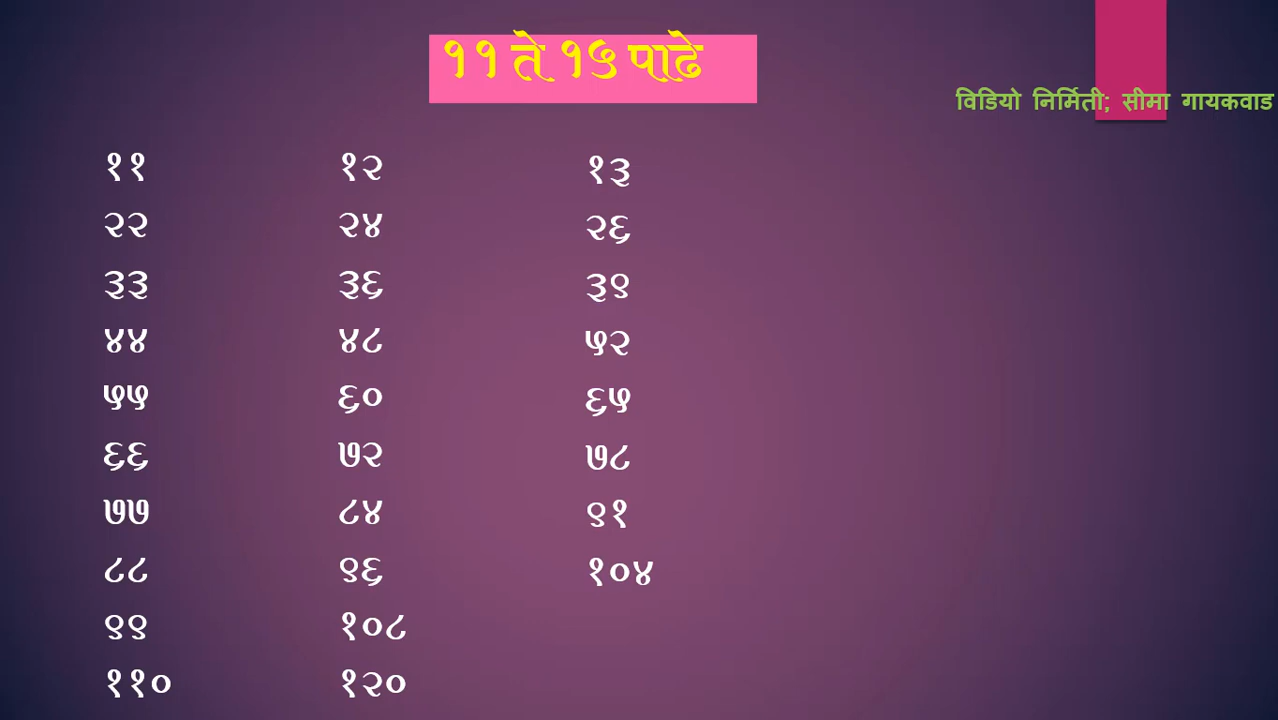 ११ ते १५ पाढे
विडियो निर्मिती; सीमा गायकवाड
११ १२ १३
२२ २४ २६
३३ ३६ ३९
४४ ४८ ५२
५५ ६० ६५
६६ ७२ ७८
७७ ८४ ९१
८८ ९६ १०४
९९ १०८
११० १२०